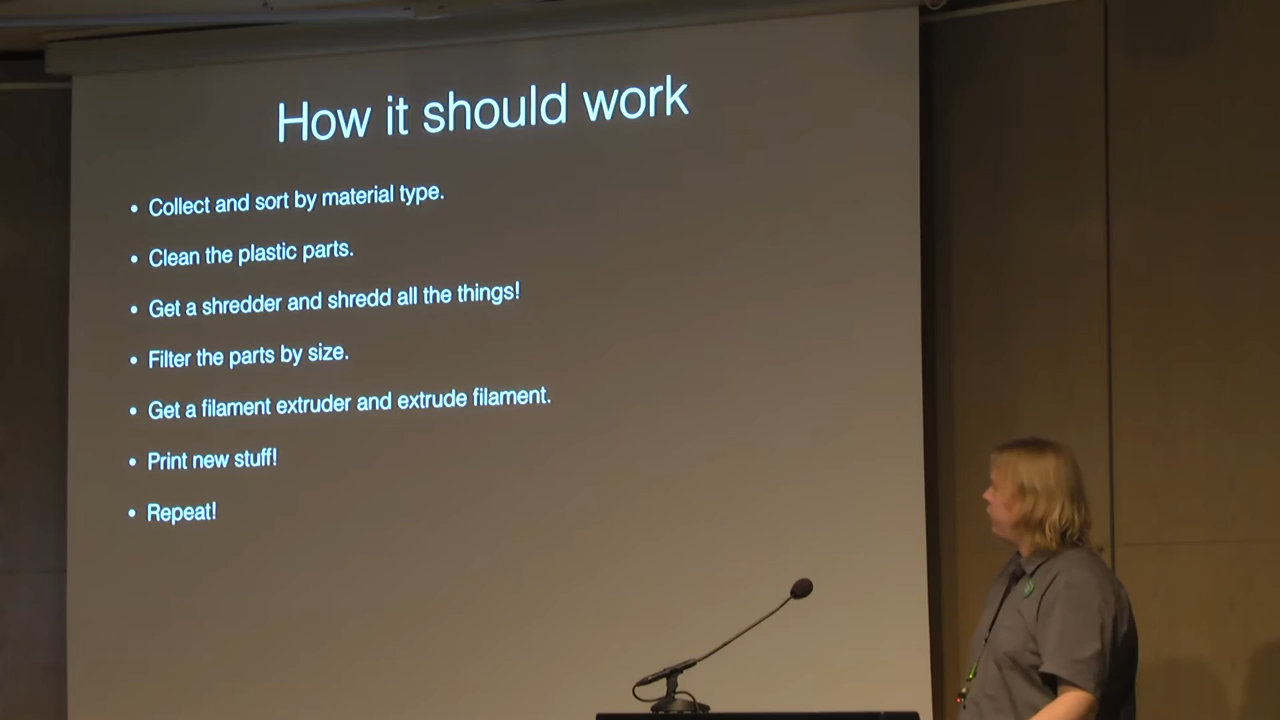 How it should work
• Collect and sort by material type.
• Clean the plastic parts.
• Get a shredder and shredd all the things!
• Filter the parts by size.
• Get a filament extruder and extrude filament.
• Print new stuff!
• Repeat!